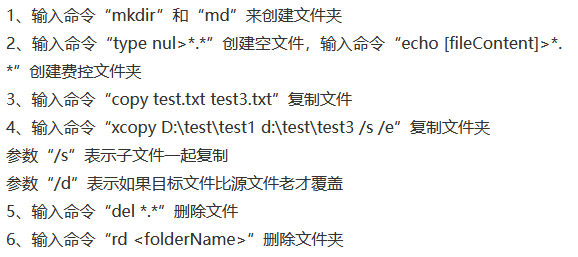 1、输入命令“mkdir”和“md”来创建文件夹
2、输入命令“type nul>*.*”创建空文件，输入命令“echo [fileContent]>*.
*”创建费控文件夹
3、输入命令“copy test.txt test3.txt”复制文件
4、输入命令“xcopy D:\test\test1 d:\test\test3 /s /e”复制文件夹
参数“/s”表示子文件一起复制
参数“/d”表示如果目标文件比源文件老才覆盖
5、输入命令“del *.*”删除文件
6、输入命令“rd <folderName>”删除文件夹